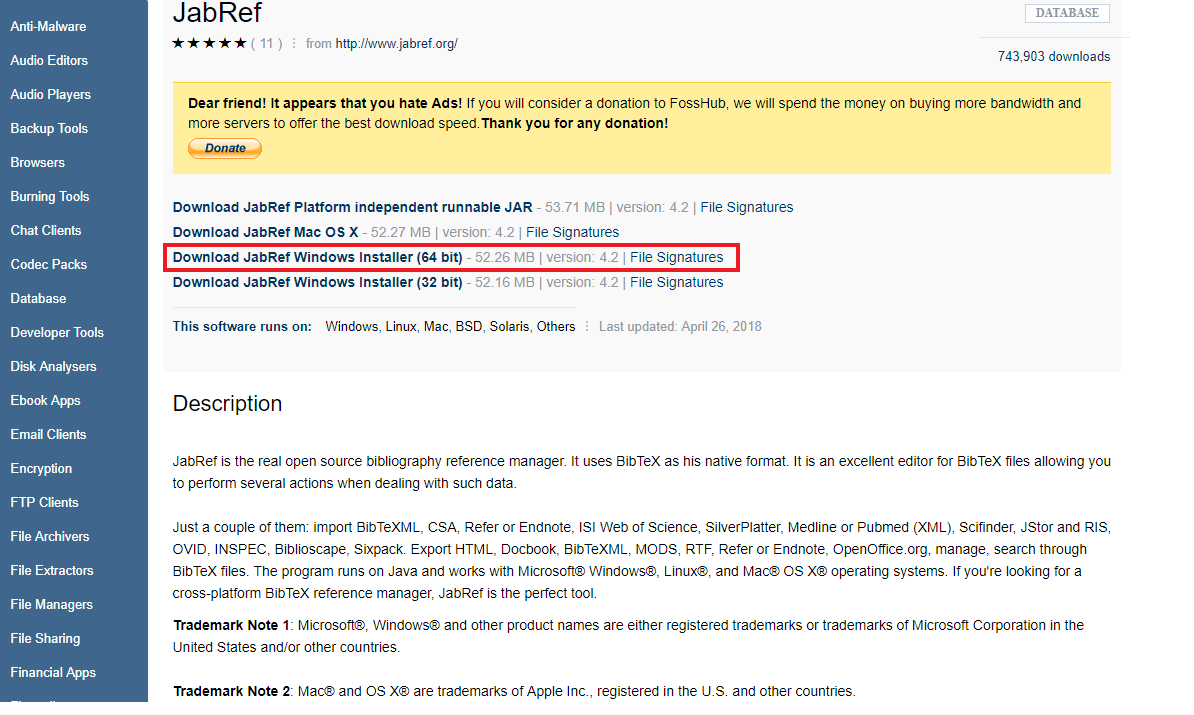 Anti-Malware
Audio Editors
Audio Players
Backup Tools
Browsers
Burning Tools
Chat Clients
Codec Packs
Database
Developer Tools
Disk Analysers
Ebook Apps
Email Clients
Encryption
FTP Clients
File Archivers
File Extractors
File Managers
File Sharing
Financial Apps
JabRef
DATABASE
★★★★★ ( 11 ) ⋮ from http://www.jabref.org/
743,903 downloads
Dear friend! It appears that you hate Ads! If you will consider a donation to FossHub, we will spend the money on buying more bandwidth and
more servers to offer the best download speed.Thank you for any donation!
Donate
Download JabRef Platform independent runnable JAR - 53.71 MB | version: 4.2 | File Signatures
Download JabRef Mac OS X - 52.27 MB | version: 4.2 | File Signatures
Download JabRef Windows Installer (64 bit) - 52.26 MB | version: 4.2 | File Signatures
Download JabRef Windows Installer (32 bit) - 52.16 MB | version: 4.2 | File Signatures
This software runs on: Windows, Linux, Mac, BSD, Solaris, Others ⋮ Last updated: April 26, 2018
Description
JabRef is the real open source bibliography reference manager. It uses BibTeX as his native format. It is an excellent editor for BibTeX files allowing you
to perform several actions when dealing with such data.
Just a couple of them: import BibTeXML, CSA, Refer or Endnote, ISI Web of Science, SilverPlatter, Medline or Pubmed (XML), Scifinder, JStor and RIS,
OVID, INSPEC, Biblioscape, Sixpack. Export HTML, Docbook, BibTeXML, MODS, RTF, Refer or Endnote, OpenOffice.org, manage, search through
BibTeX files. The program runs on Java and works with Microsoft® Windows®, Linux®, and Mac® OS X® operating systems. If you're looking for a
cross-platform BibTeX reference manager, JabRef is the perfect tool.
Trademark Note 1: Microsoft®, Windows® and other product names are either registered trademarks or trademarks of Microsoft Corporation in the
United States and/or other countries.
Trademark Note 2: Mac® and OS X® are trademarks of Apple Inc., registered in the U.S. and other countries.